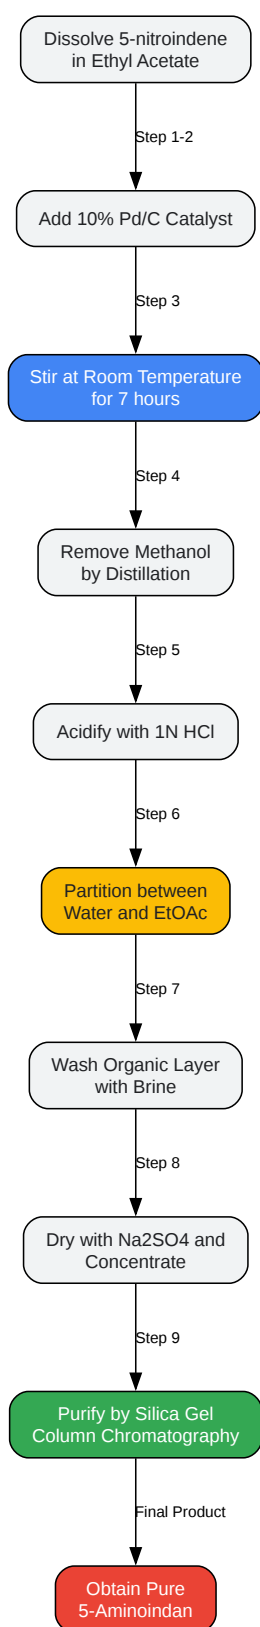 Dissolve 5-nitroindene
in Ethyl Acetate
Step 1-2
Add 10% Pd/C Catalyst
Step 3
Stir at Room Temperature
for 7 hours
Step 4
Remove Methanol
by Distillation
Step 5
Acidify with 1N HCl
Step 6
Partition between
Water and EtOAc
Step 7
Wash Organic Layer
with Brine
Step 8
Dry with Na2SO4 and
Concentrate
Step 9
Purify by Silica Gel
Column Chromatography
Final Product
Obtain Pure
5-Aminoindan